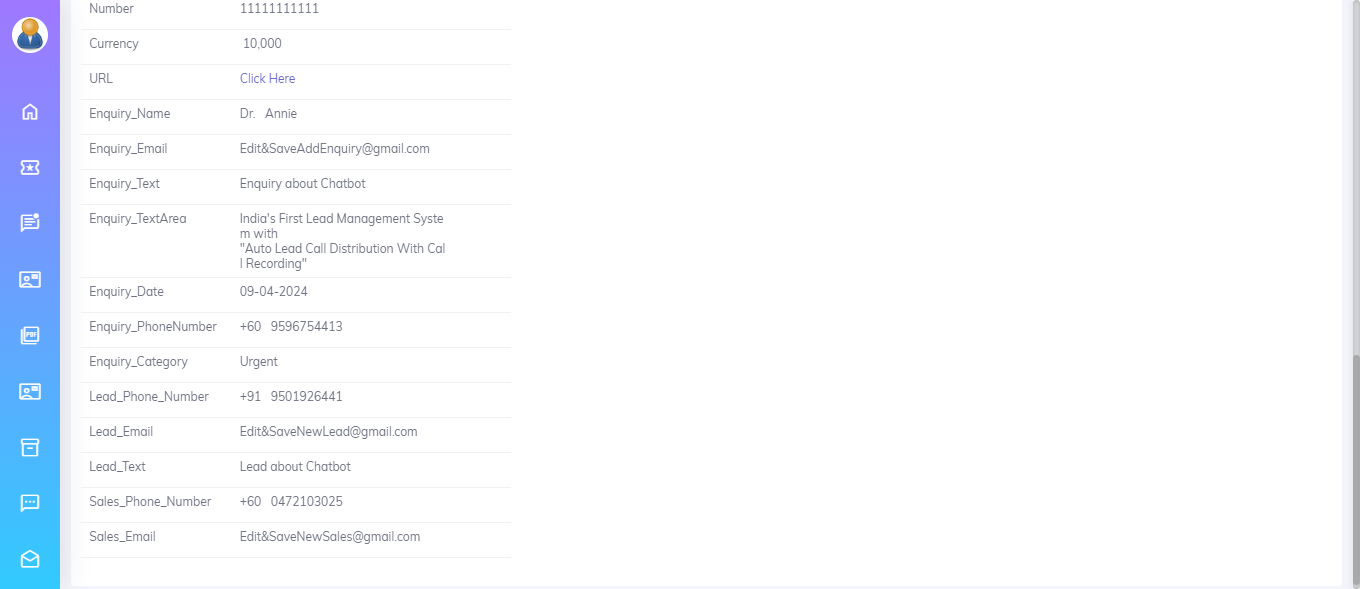 Number 11111111111
Currency 10,000
URL Click Here
Enquiry_Name Dr. Annie
Enquiry_Email Edit&SaveAddEnquiry@gmail.com
Enquiry_Text Enquiry about Chatbot
Enquiry_TextArea India's First Lead Management Syste
m with
"Auto Lead Call Distribution With Cal
l Recording"
Enquiry_Date 09-04-2024
Enquiry_PhoneNumber +60 9596754413
Enquiry_Category Urgent
Lead_Phone_Number +91 9501926441
Lead_Email Edit&SaveNewLead@gmail.com
Lead_Text Lead about Chatbot
Sales_Phone_Number +60 0472103025
Sales_Email Edit&SaveNewSales@gmail.com
PDF